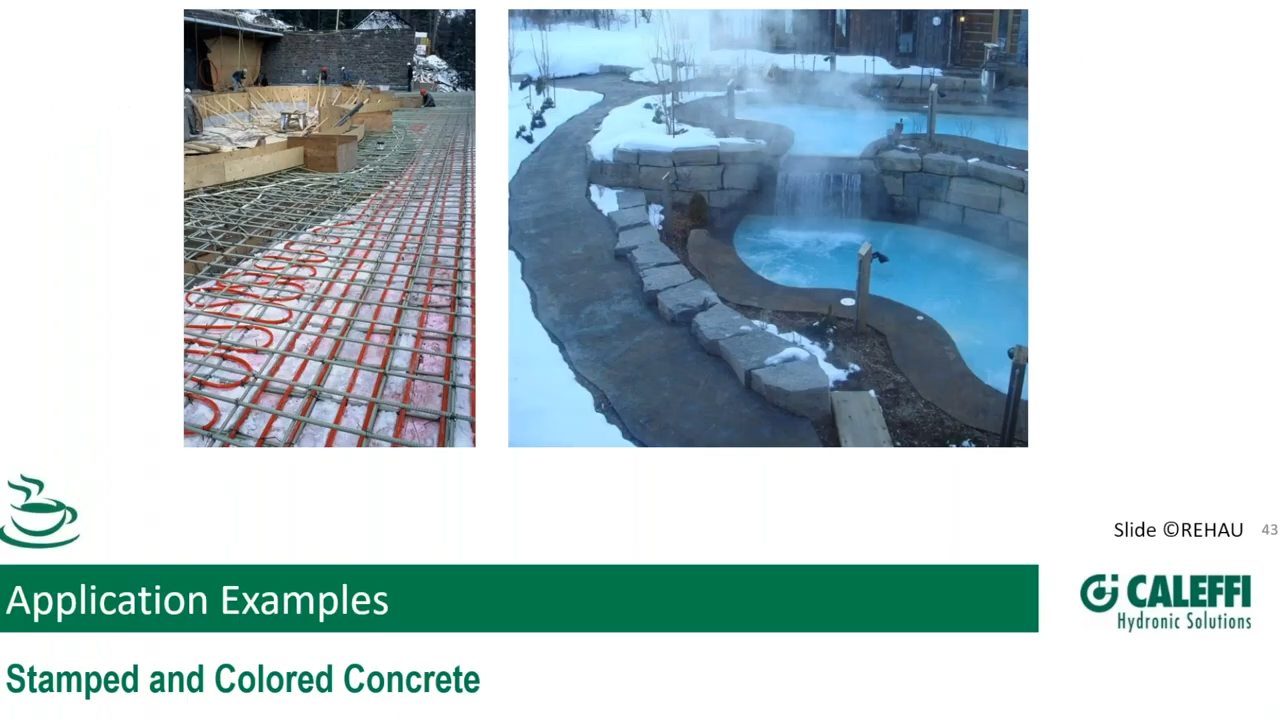 Slide ©REHAU 43
Application Examples
CALEFFI
Hydronic Solutions
Stamped and Colored Concrete